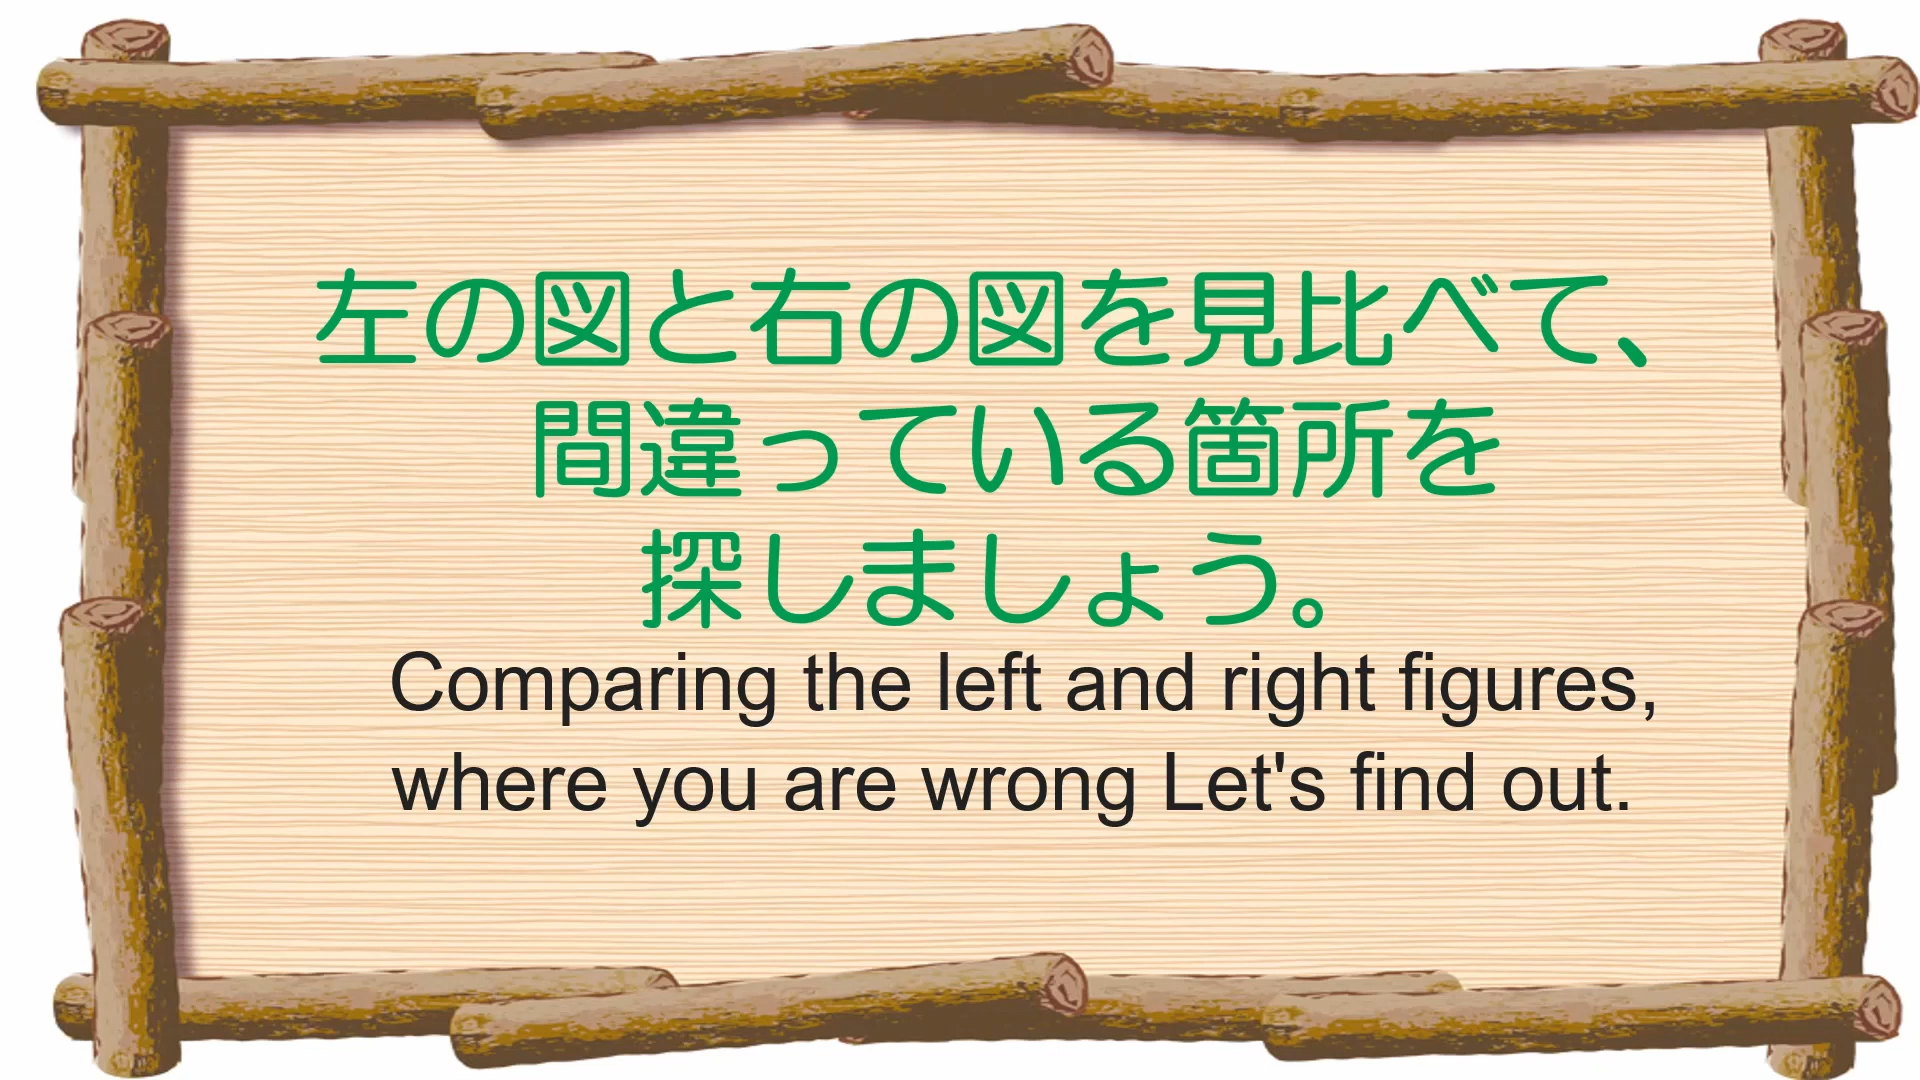 左の図と右の図を見比べて、
間違っている箇所を
探しましょう。
Comparing the left and right figures,
where you are wrong Let's find out.